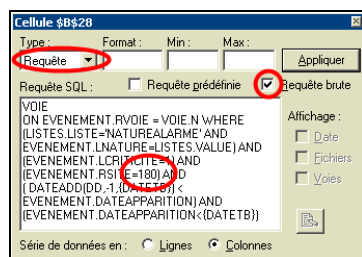 Cellule $B$28
Type : Format : Min : Max :
Requête Appliquer
Requête SQL : Requête prédéfinie Requête brute
VOIE
ON EVENEMENT.RVOIE = VOIE.N WHERE
(LISTES.LISTE='NATUREALARME' AND
EVENEMENT.LNATURE=LISTES.VALUE) AND
(EVENEMENT.LCRITICITE=1) AND
(EVENEMENT.RSITE=180) AND
( DATEADD(DD,-1,{DATETB}) <
EVENEMENT.DATEAPPARITION) AND
(EVENEMENT.DATEAPPARITION<{DATETB})
Affichage :
Date
Fichiers
Voies
Série de données en : Lignes Colonnes